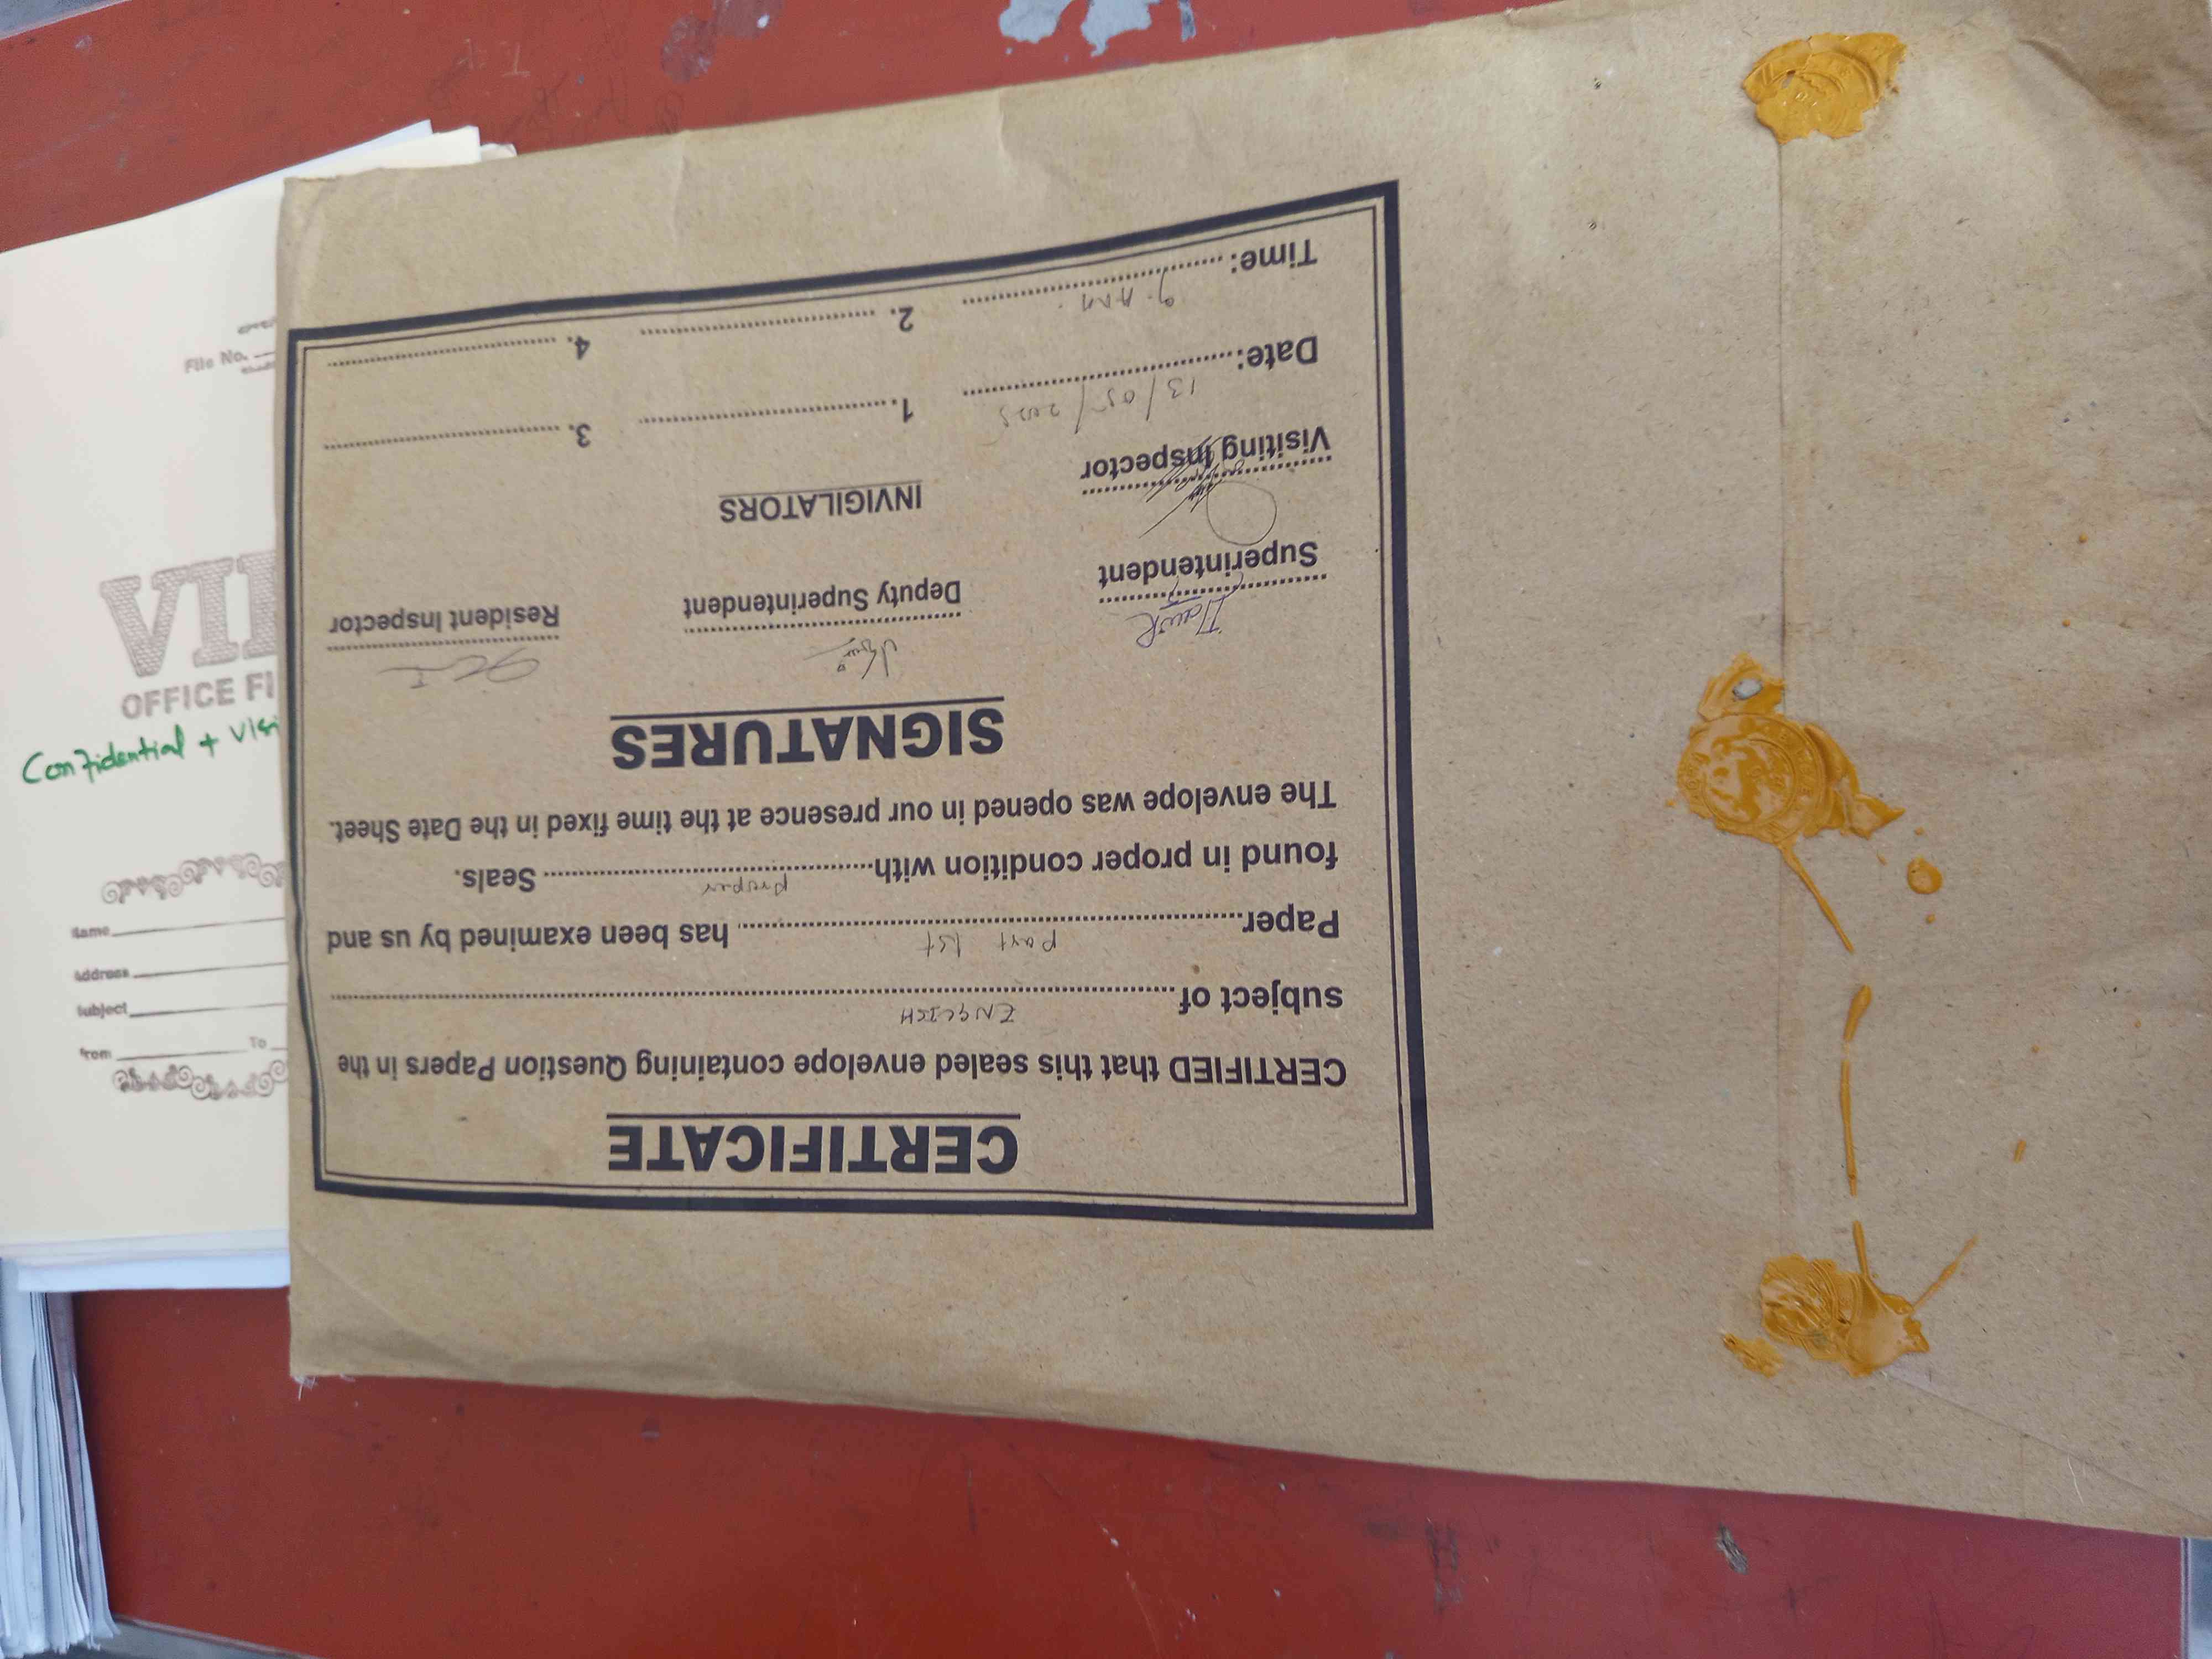 CERTIFICATE
CERTIFIED that this sealed envelope containing Question Papers in the
subject of ENGLISH
Paper Part 1st has been examined by us and
found in proper condition with proper Seals.
The envelope was opened in our presence at the time fixed in the Date Sheet.
SIGNATURES
Superintendent
Deputy Superintendent
Resident Inspector
Visiting Inspector
INVIGILATORS
Date: 13/05/2025
1.
3.
Time: 9. AM
2.
4.
File No.
OFFICE
Confidential +
Name
Address
Subject
From To